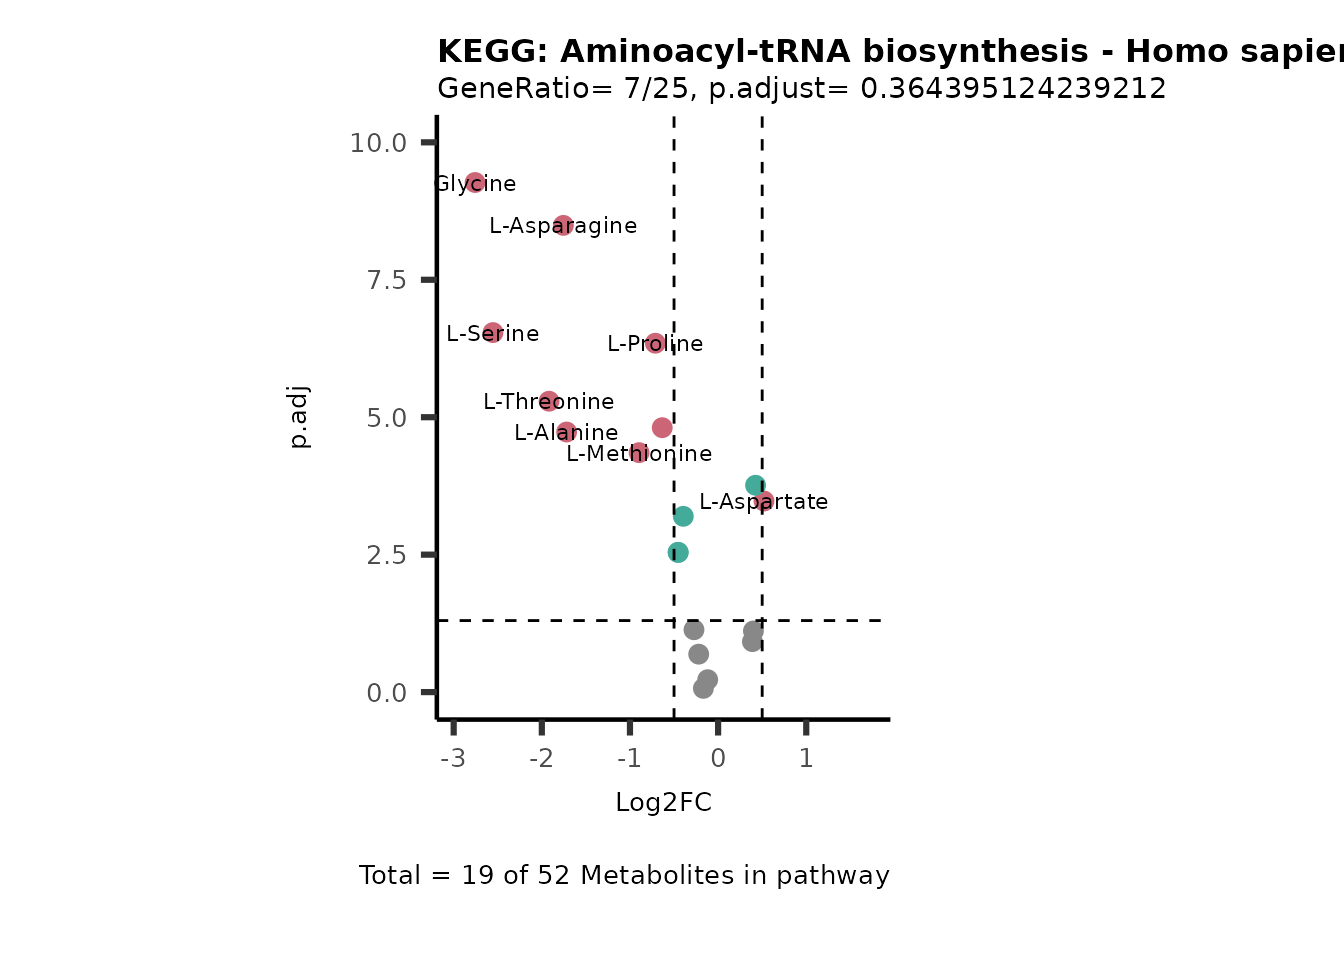 KEGG: Aminoacyl-tRNA biosynthesis - Homo sapien
GeneRatio= 7/25, p.adjust= 0.364395124239212
10.0
7.5
5.0
2.5
0.0
p.adj
Glycine
L-Asparagine
L-Serine
L-Proline
L-Threonine
L-Alanine
L-Methionine
L-Aspartate
-3
-2
-1
0
1
Log2FC
Total = 19 of 52 Metabolites in pathway